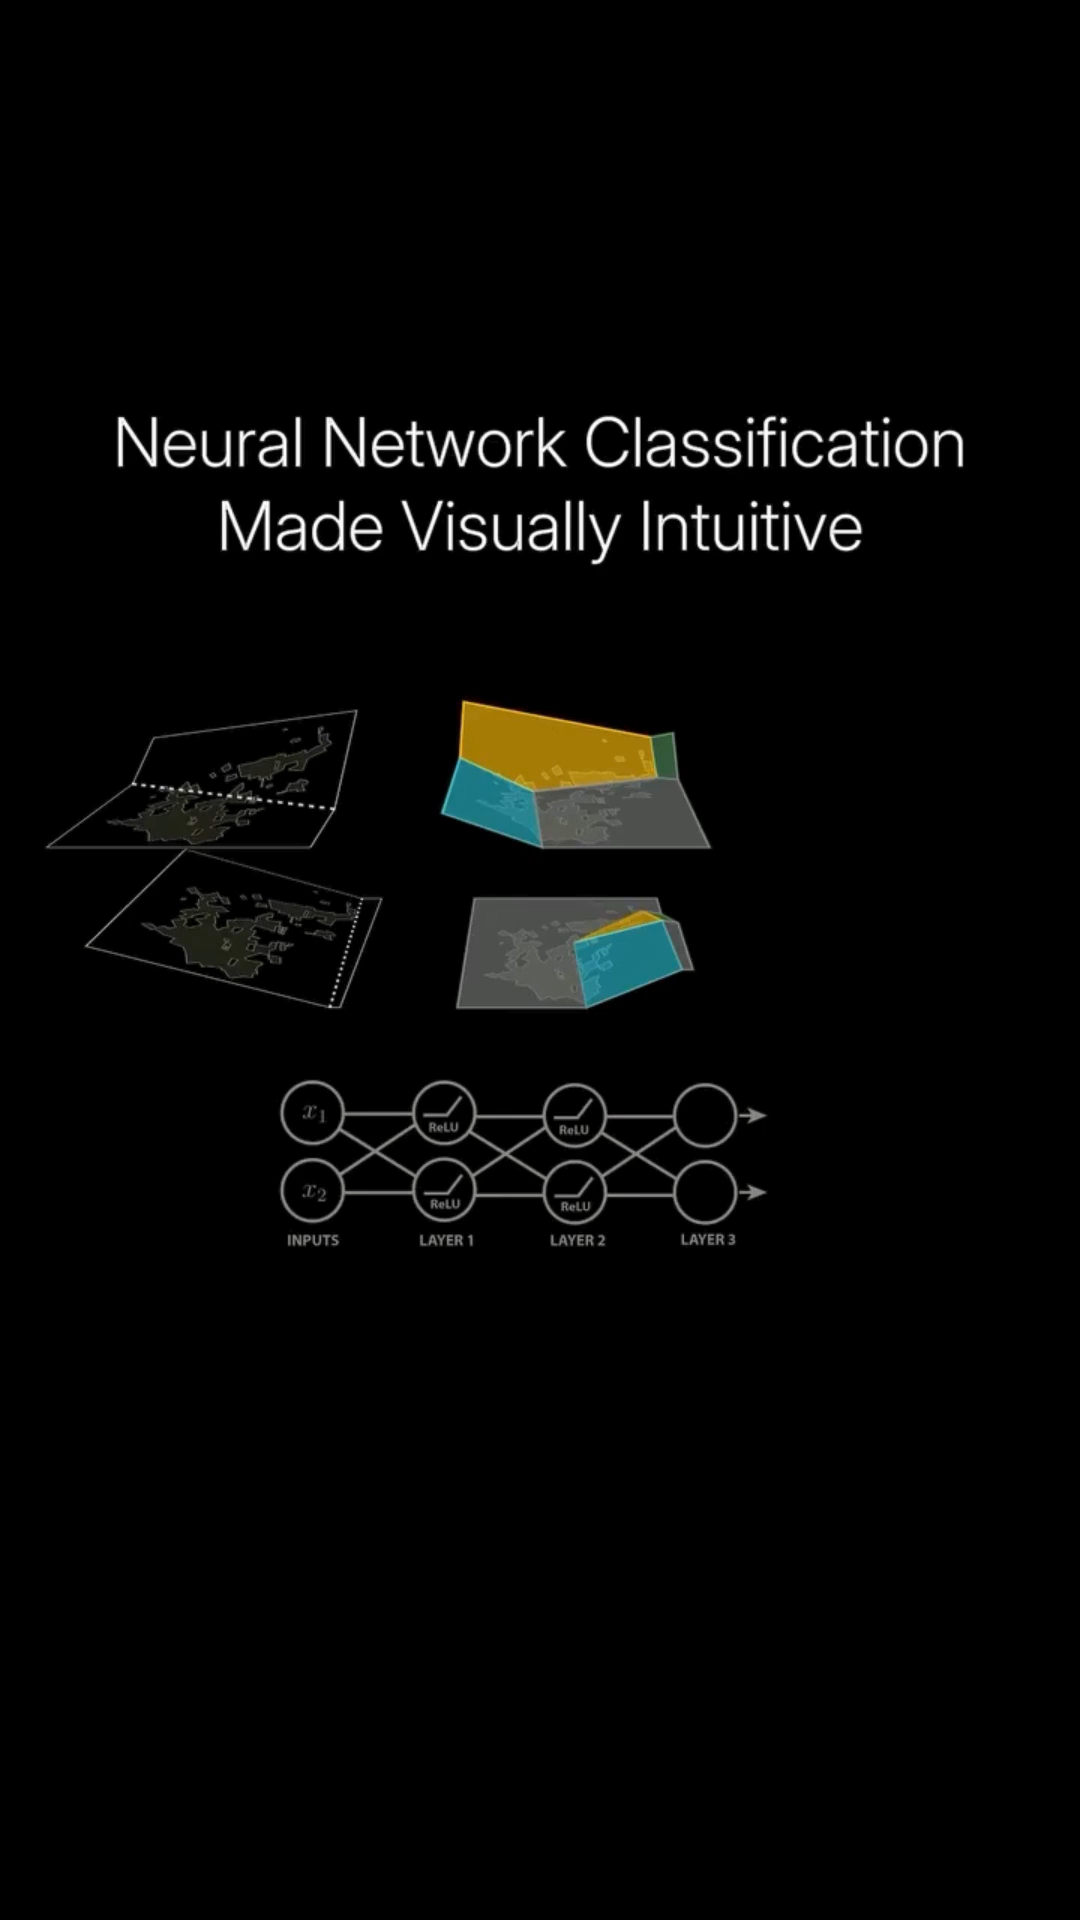 Neural Network Classification
Made Visually Intuitive
x₁ ReLU ReLU
x₂ ReLU ReLU
INPUTS LAYER 1 LAYER 2 LAYER 3